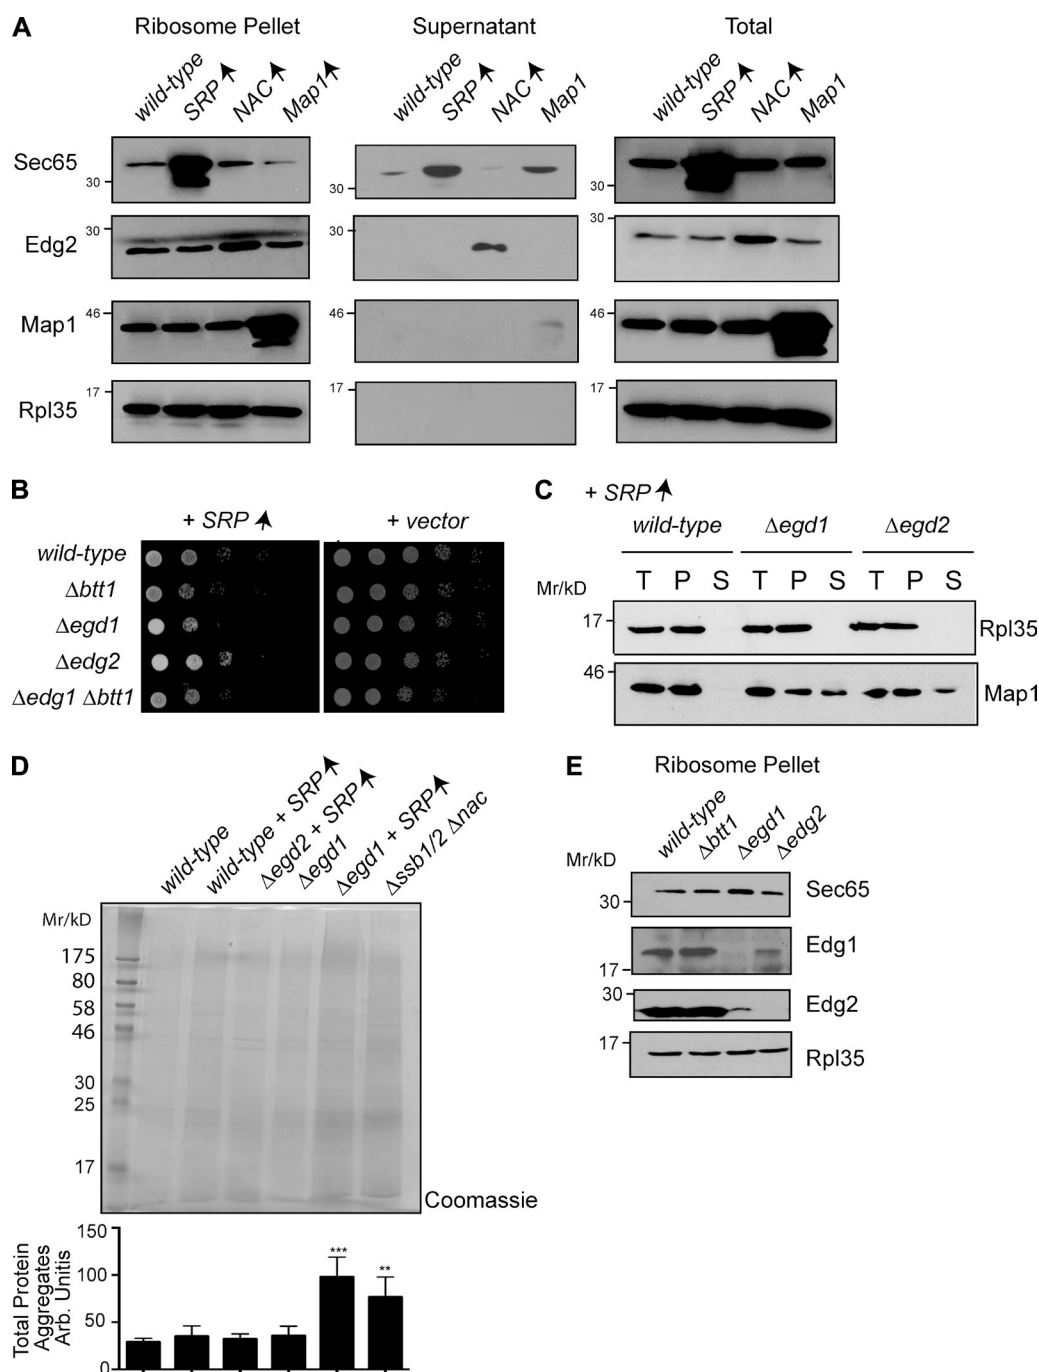 A
Ribosome Pellet Supernatant Total
wild-type SRP NAC Map1 wild-type SRP NAC Map1 wild-type SRP NAC Map1
Sec65 30 30 30
Edg2 30 30 30
Map1 46 46 46
Rpl35 17 17 17
B
+ SRP + vector
wild-type
Δbtt1
Δegd1
Δedg2
Δedg1 Δbtt1
C + SRP
wild-type Δegd1 Δegd2
Mr/kD T P S T P S T P S
17 Rpl35
46 Map1
D
wild-type wild-type + SRP Δegd2 + SRP Δegd1 Δegd1 + SRP Δssb1/2 Δnac
Mr/kD
175
80
58
46
30
25
17
Coomassie
Total Protein
Aggregates
Arb. Unitis
150
100
50
0
*** **
E Ribosome Pellet
wild-type Δbtt1 Δegd1 Δedg2
Mr/kD
30 Sec65
17 Edg1
30 Edg2
17 Rpl35